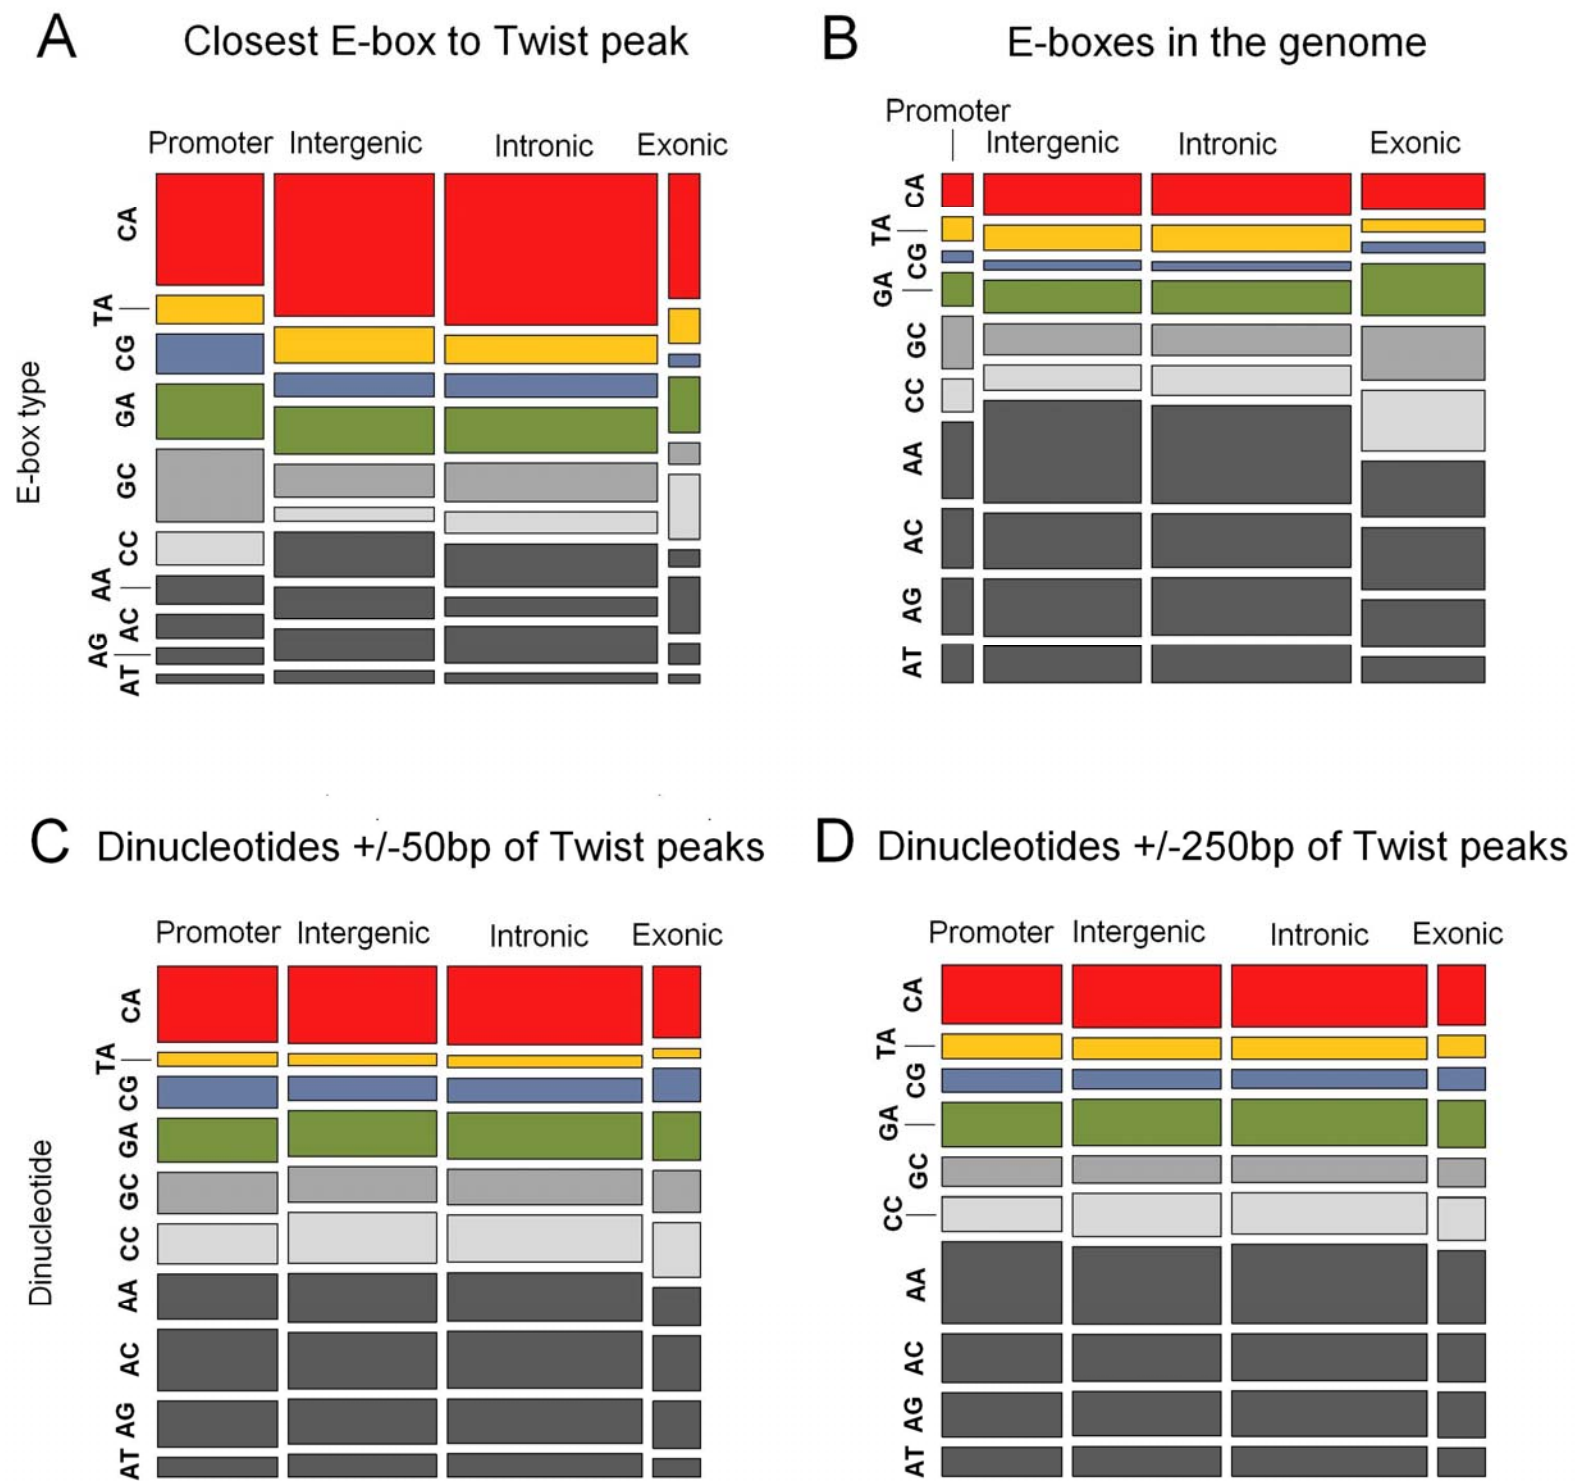 A Closest E-box to Twist peak
Promoter Intergenic Intronic Exonic
E-box type
CA
TA
CG
GA
GC
CC
AA
AC
AG
AT
B E-boxes in the genome
Promoter
Intergenic Intronic Exonic
CA
TA
CG
GA
GC
CC
AA
AC
AG
AT
C Dinucleotides +/-50bp of Twist peaks
Promoter Intergenic Intronic Exonic
Dinucleotide
CA
TA
CG
GA
GC
CC
AA
AC
AG
AT
D Dinucleotides +/-250bp of Twist peaks
Promoter Intergenic Intronic Exonic
CA
TA
CG
GA
GC
CC
AA
AC
AG
AT